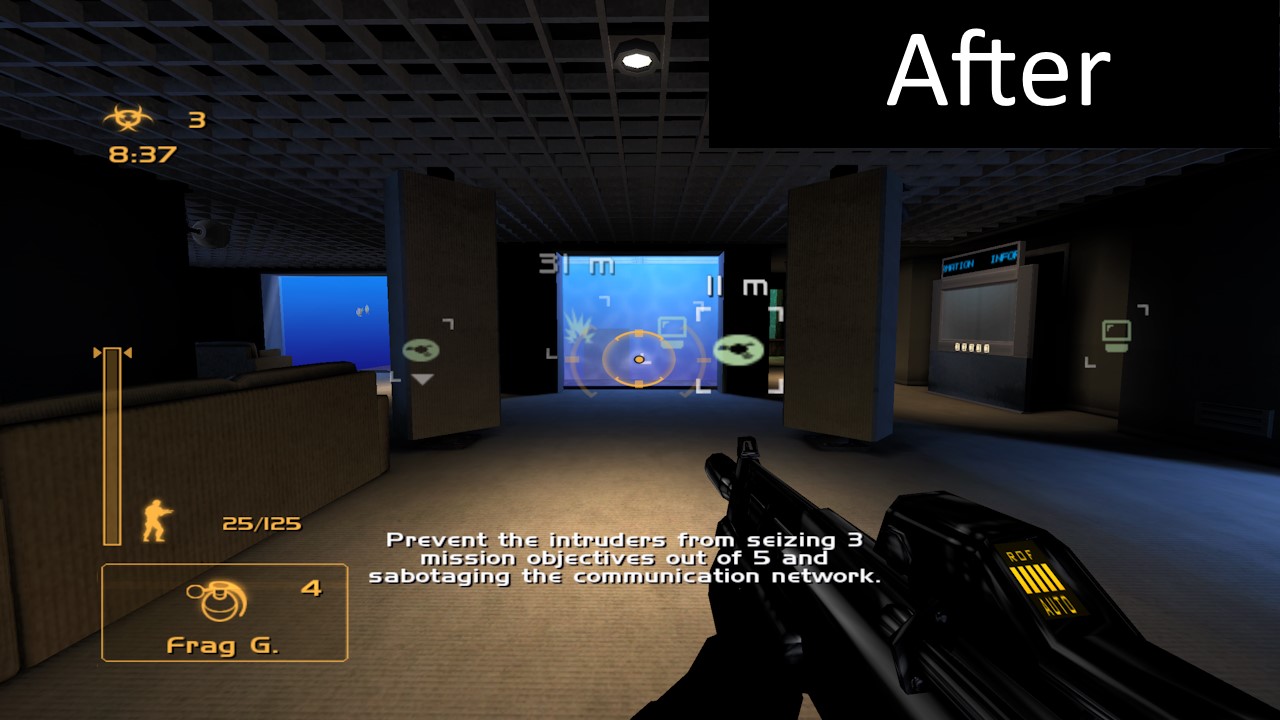 After
3
8:37
31 m
11 m
25/125
Prevent the intruders from seizing 3
mission objectives out of 5 and
sabotaging the communication network.
4
Frag G.
ROF
AUTO